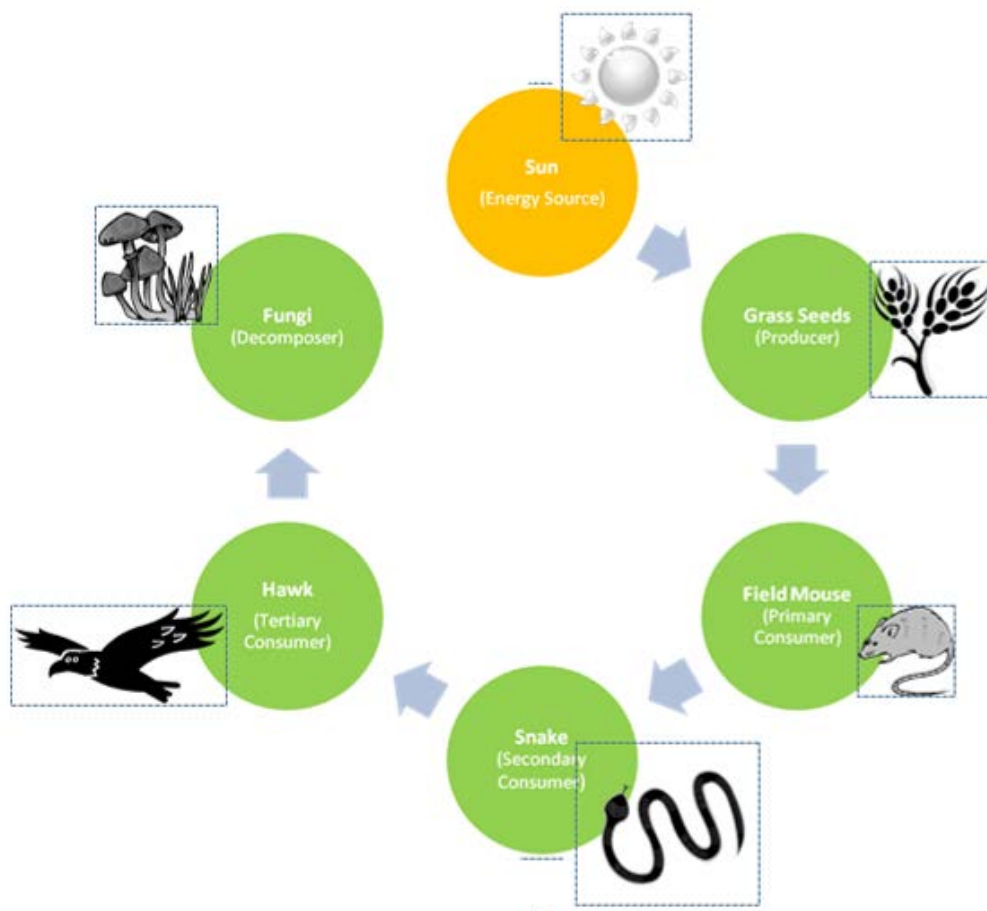 Sun
(Energy Source)
Grass Seeds
(Producer)
Field Mouse
(Primary
Consumer)
Snake
(Secondary
Consumer)
Hawk
(Tertiary
Consumer)
Fungi
(Decomposer)